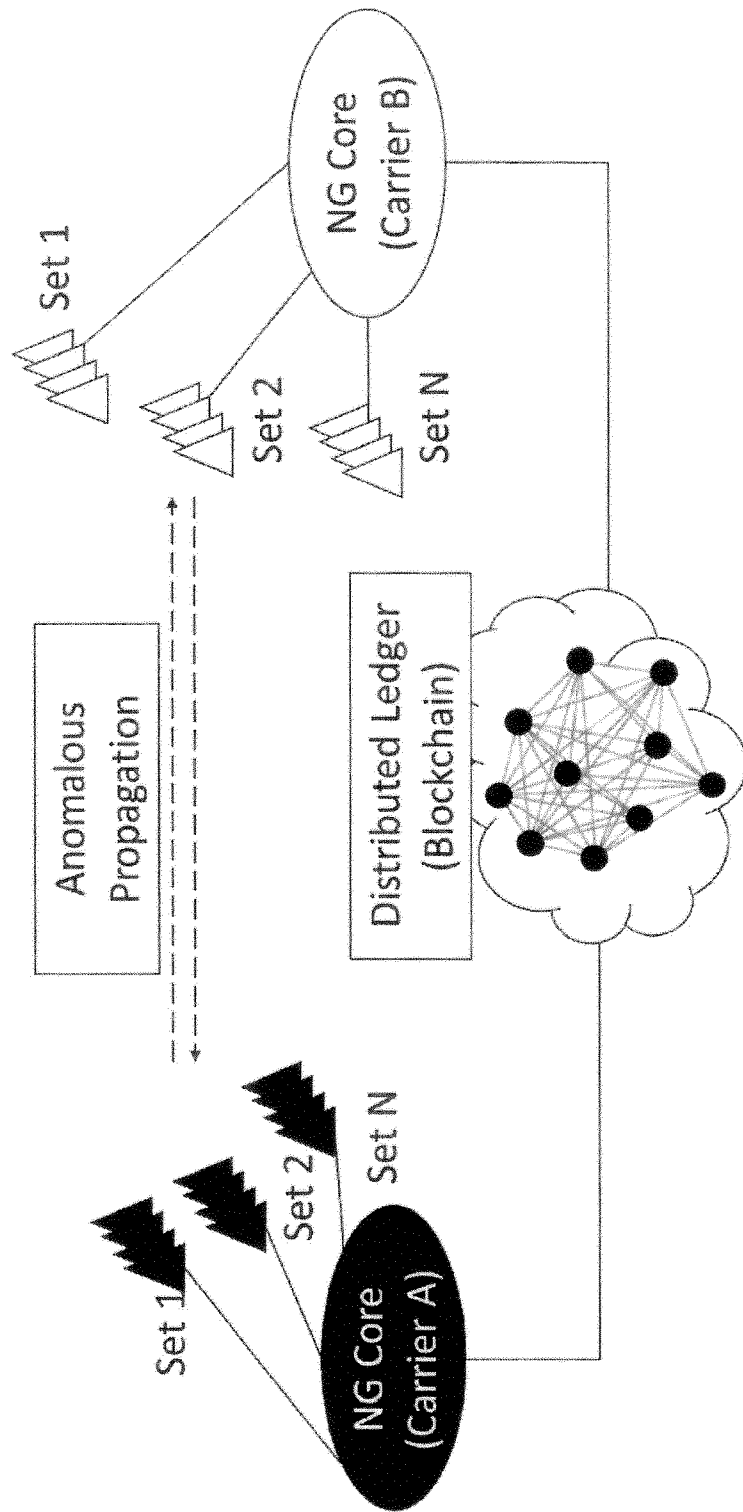 Anomalous
Propagation
Set 1
Set 2
Set N
Set 1
Set 2
Set N
NG Core
(Carrier A)
NG Core
(Carrier B)
Distributed Ledger
(Blockchain)